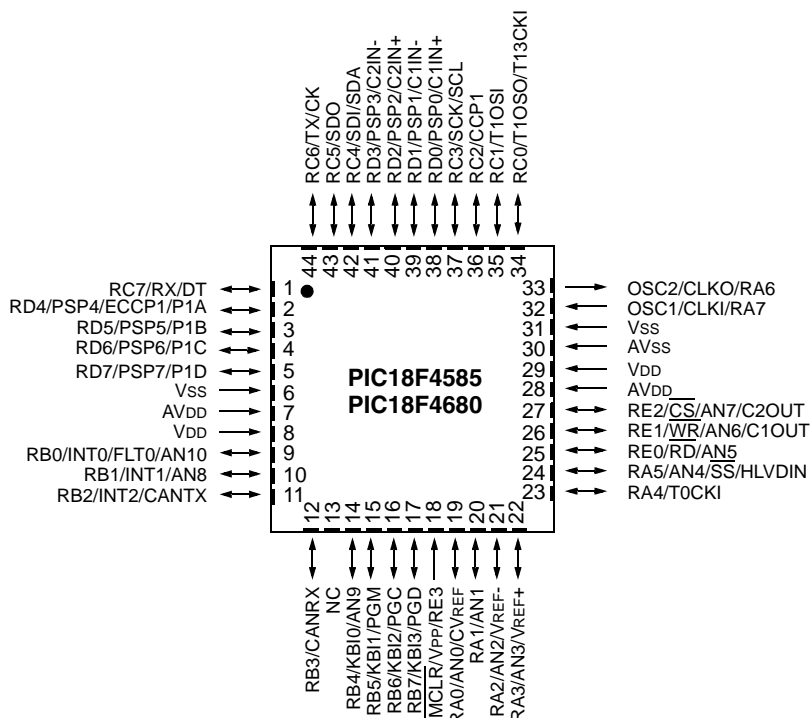 RC6/TX/CK
RC5/SDO
RC4/SDI/SDA
RD3/PSP3/C2IN-
RD2/PSP2/C2IN+
RD1/PSP1/C1IN-
RD0/PSP0/C1IN+
RC3/SCK/SCL
RC2/CCP1
RC1/T1OSI
RC0/T1OSO/T13CKI
44
43
42
41
40
39
38
37
36
35
34
RC7/RX/DT 1
RD4/PSP4/ECCP1/P1A 2
RD5/PSP5/P1B 3
RD6/PSP6/P1C 4
RD7/PSP7/P1D 5
VSS 6
AVDD 7
VDD 8
RB0/INT0/FLT0/AN10 9
RB1/INT1/AN8 10
RB2/INT2/CANTX 11
PIC18F4585
PIC18F4680
33 OSC2/CLKO/RA6
32 OSC1/CLKI/RA7
31 VSS
30 AVSS
29 VDD
28 AVDD
27 RE2/CS/AN7/C2OUT
26 RE1/WR/AN6/C1OUT
25 RE0/RD/AN5
24 RA5/AN4/SS/HLVDIN
23 RA4/T0CKI
12
13
14
15
16
17
18
19
20
21
22
RB3/CANRX
NC
RB4/KBI0/AN9
RB5/KBI1/PGM
RB6/KBI2/PGC
RB7/KBI3/PGD
MCLR/VPP/RE3
RA0/AN0/CVREF
RA1/AN1
RA2/AN2/VREF-
RA3/AN3/VREF+